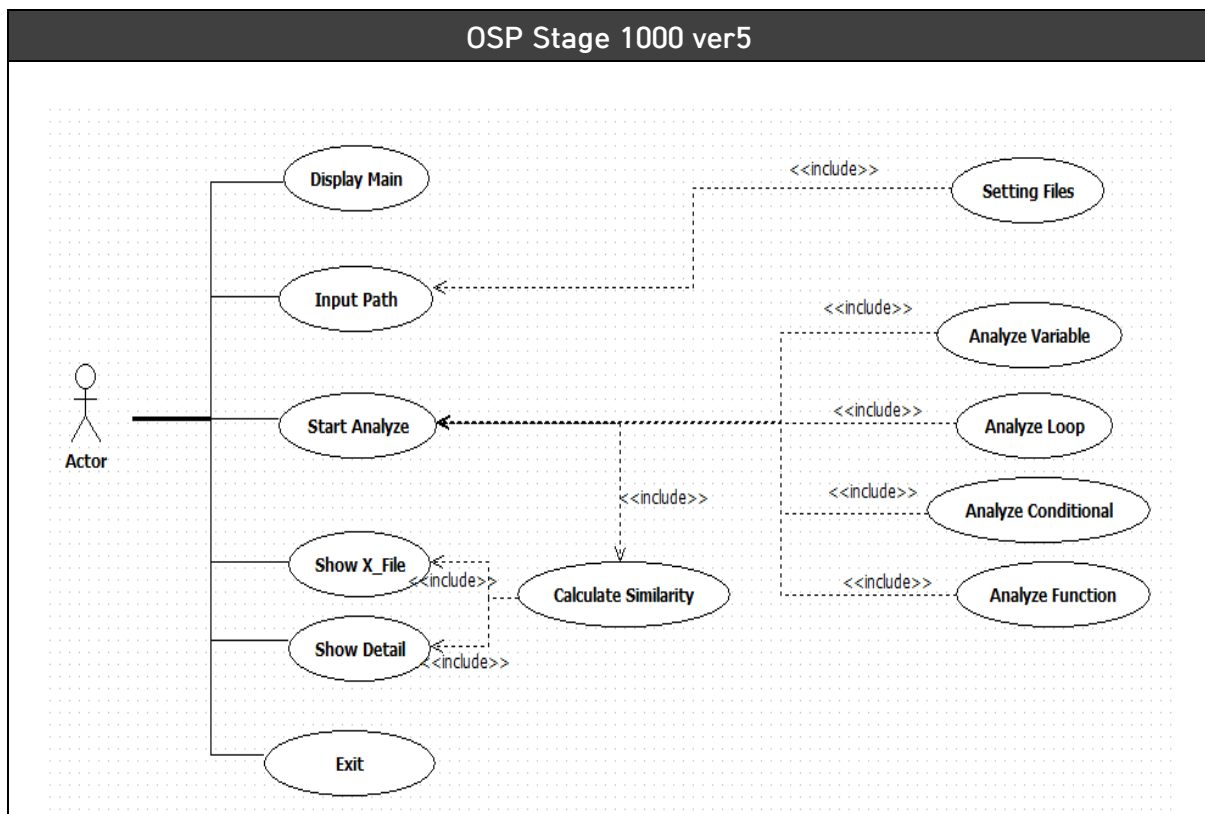 OSP Stage 1000 ver5
Display Main
<<include>>
Setting Files
Input Path
<<include>>
Analyze Variable
Start Analyze
<<include>>
Analyze Loop
Actor
<<include>>
<<include>>
Analyze Conditional
Show X_File
<<include>>
Calculate Similarity
<<include>>
Analyze Function
Show Detail
<<include>>
Exit